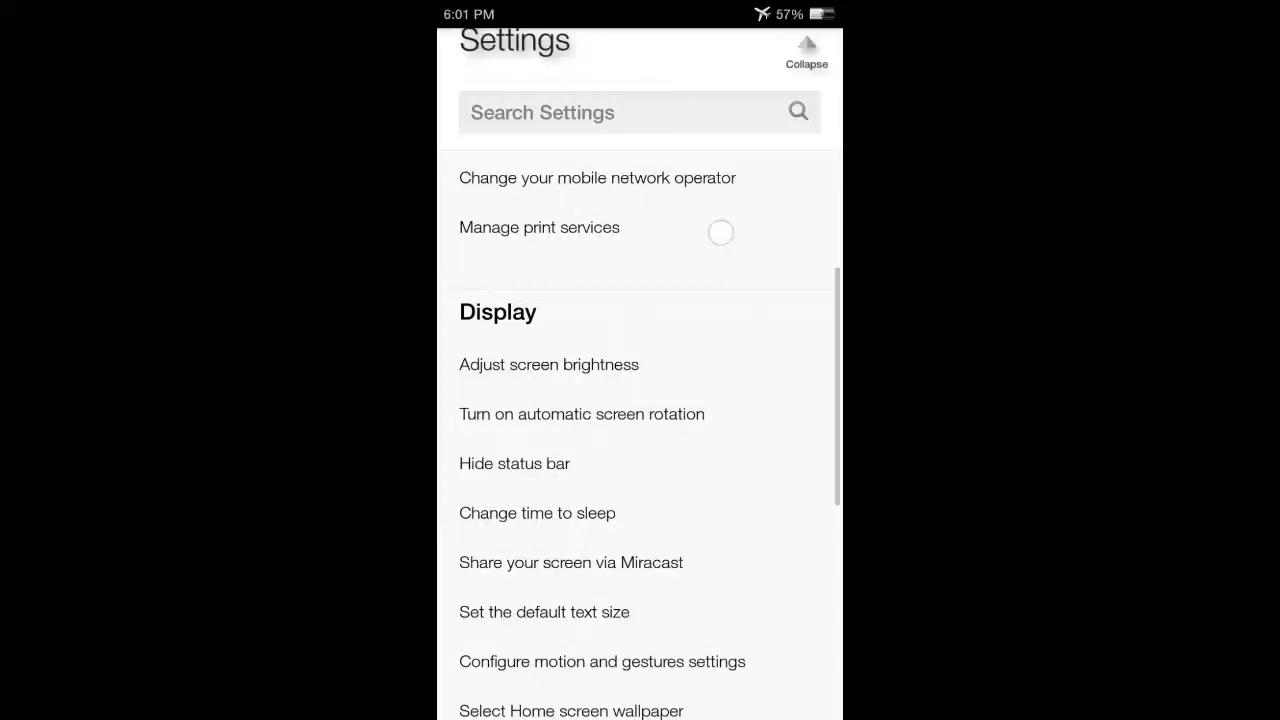 6:01 PM 57%
Settings
Collapse
Search Settings
Change your mobile network operator
Manage print services
Display
Adjust screen brightness
Turn on automatic screen rotation
Hide status bar
Change time to sleep
Share your screen via Miracast
Set the default text size
Configure motion and gestures settings
Select Home screen wallpaper